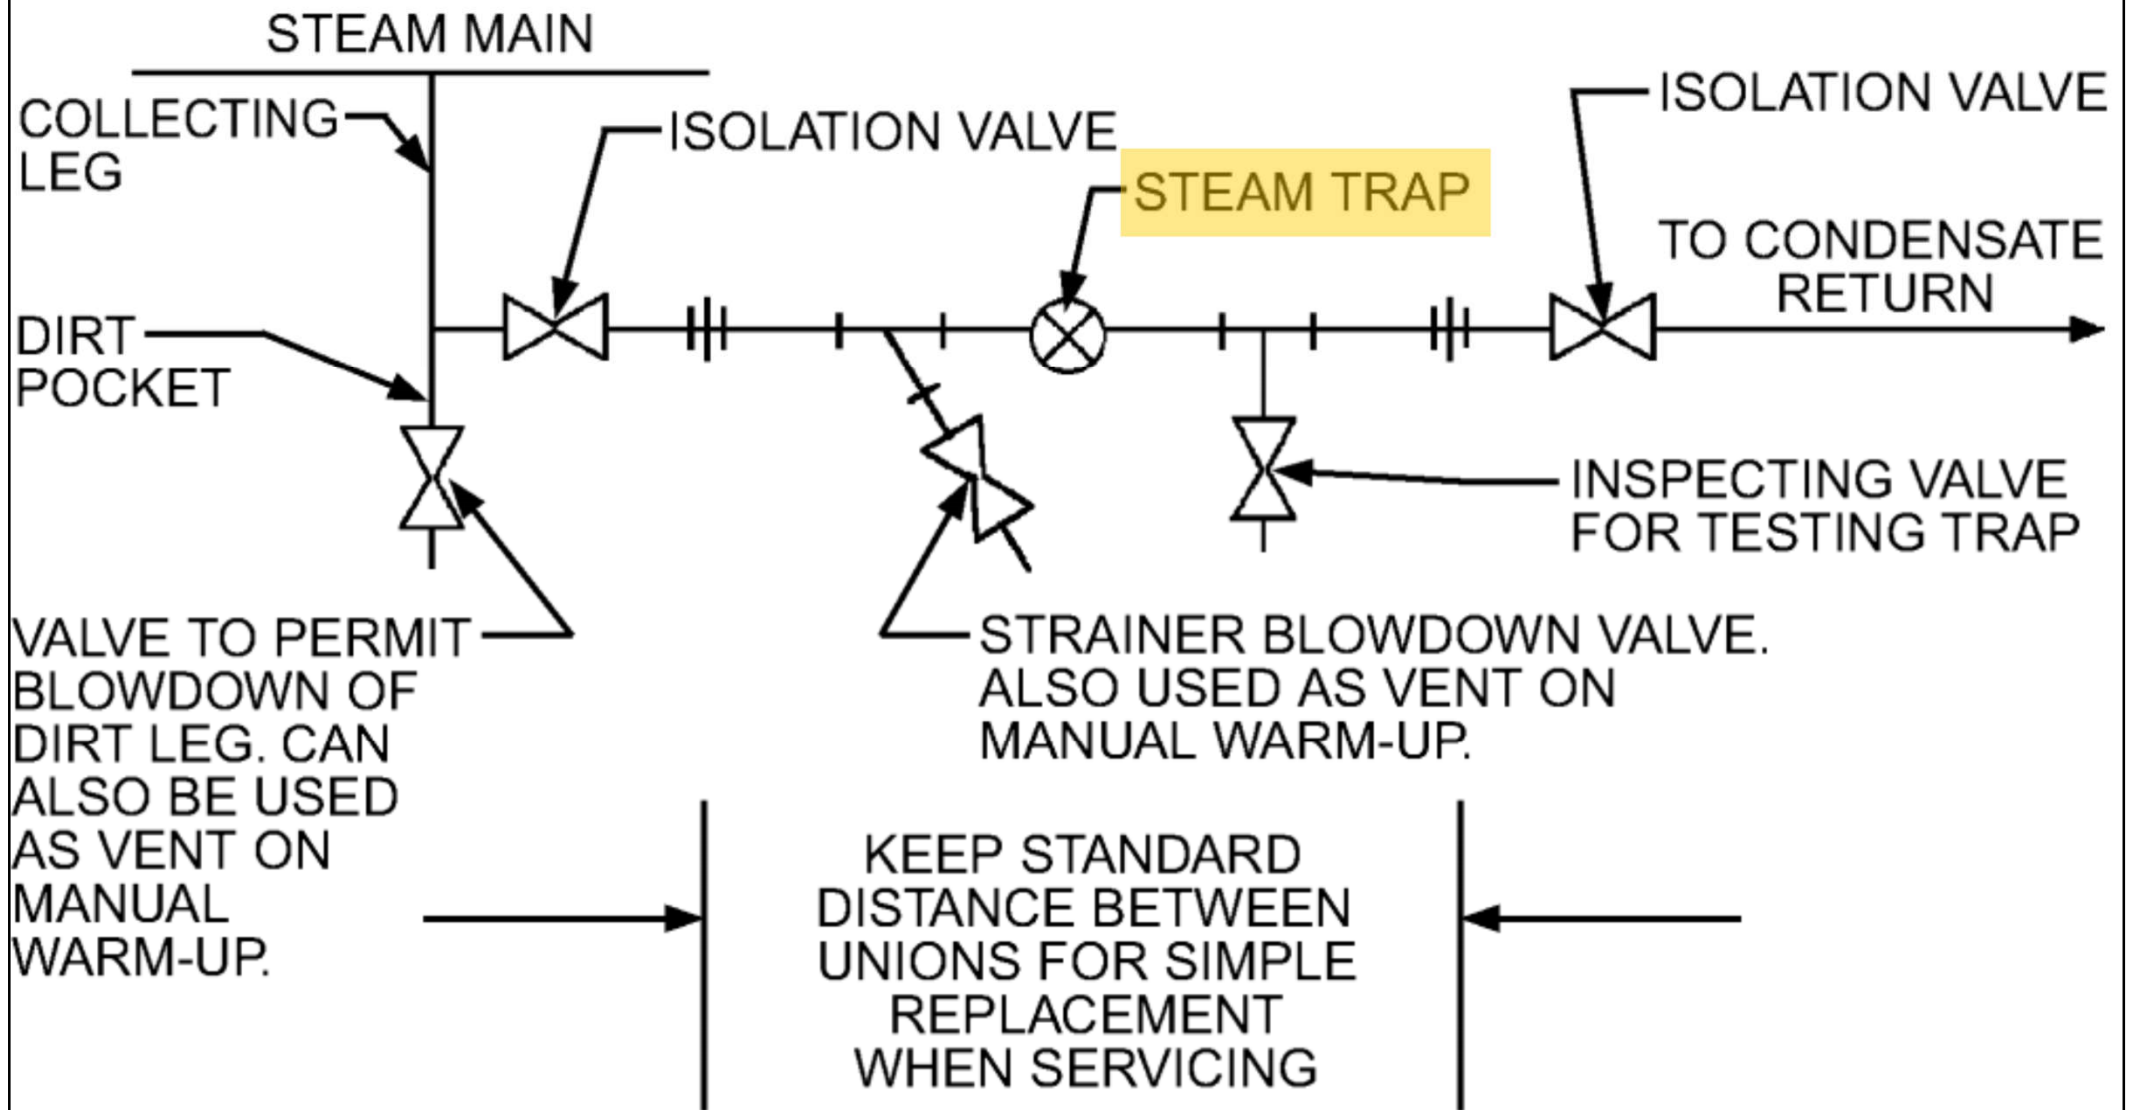 STEAM MAIN
COLLECTING
LEG
ISOLATION VALVE
STEAM TRAP
ISOLATION VALVE
TO CONDENSATE
RETURN
DIRT
POCKET
INSPECTING VALVE
FOR TESTING TRAP
VALVE TO PERMIT
BLOWDOWN OF
DIRT LEG. CAN
ALSO BE USED
AS VENT ON
MANUAL
WARM-UP.
STRAINER BLOWDOWN VALVE.
ALSO USED AS VENT ON
MANUAL WARM-UP.
KEEP STANDARD
DISTANCE BETWEEN
UNIONS FOR SIMPLE
REPLACEMENT
WHEN SERVICING